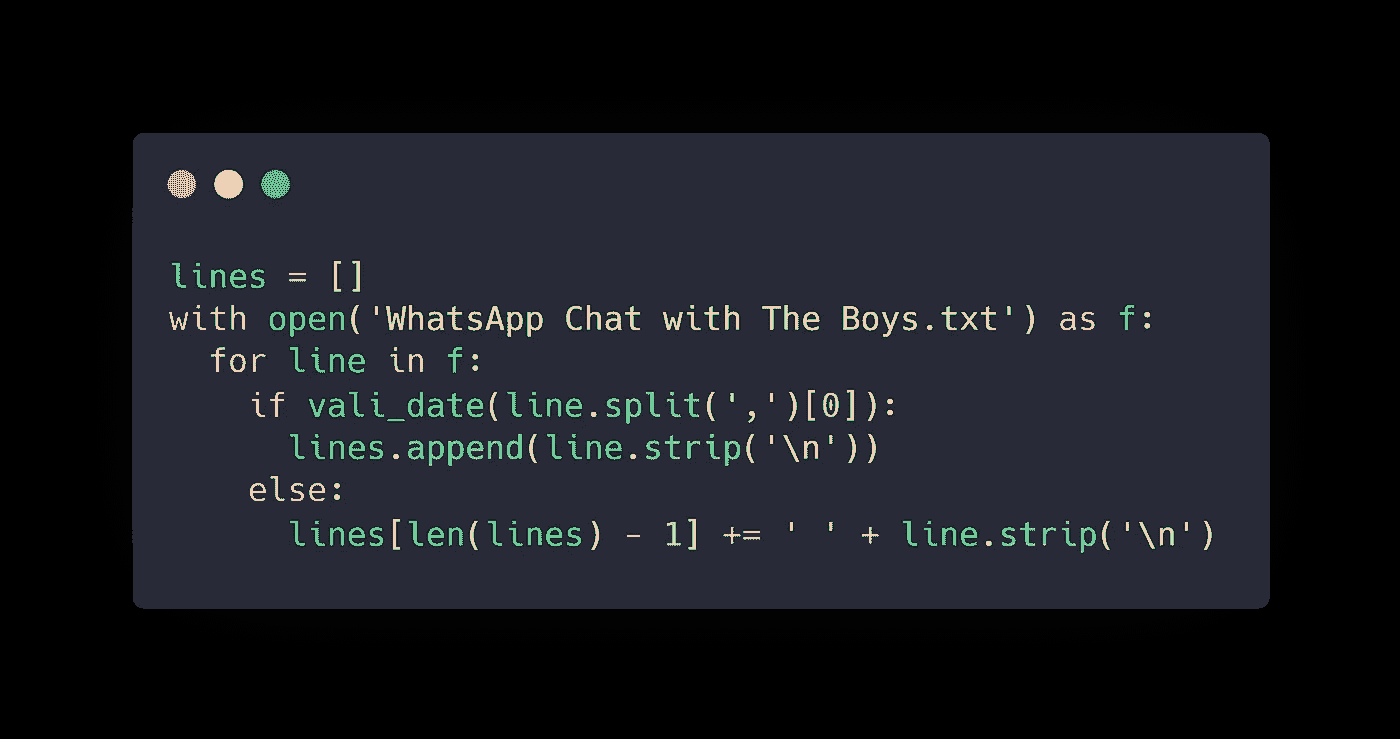 lines = []
with open('WhatsApp Chat with The Boys.txt') as f:
  for line in f:
    if vali_date(line.split(',')[0]):
      lines.append(line.strip('\n'))
    else:
      lines[len(lines) - 1] += ' ' + line.strip('\n')